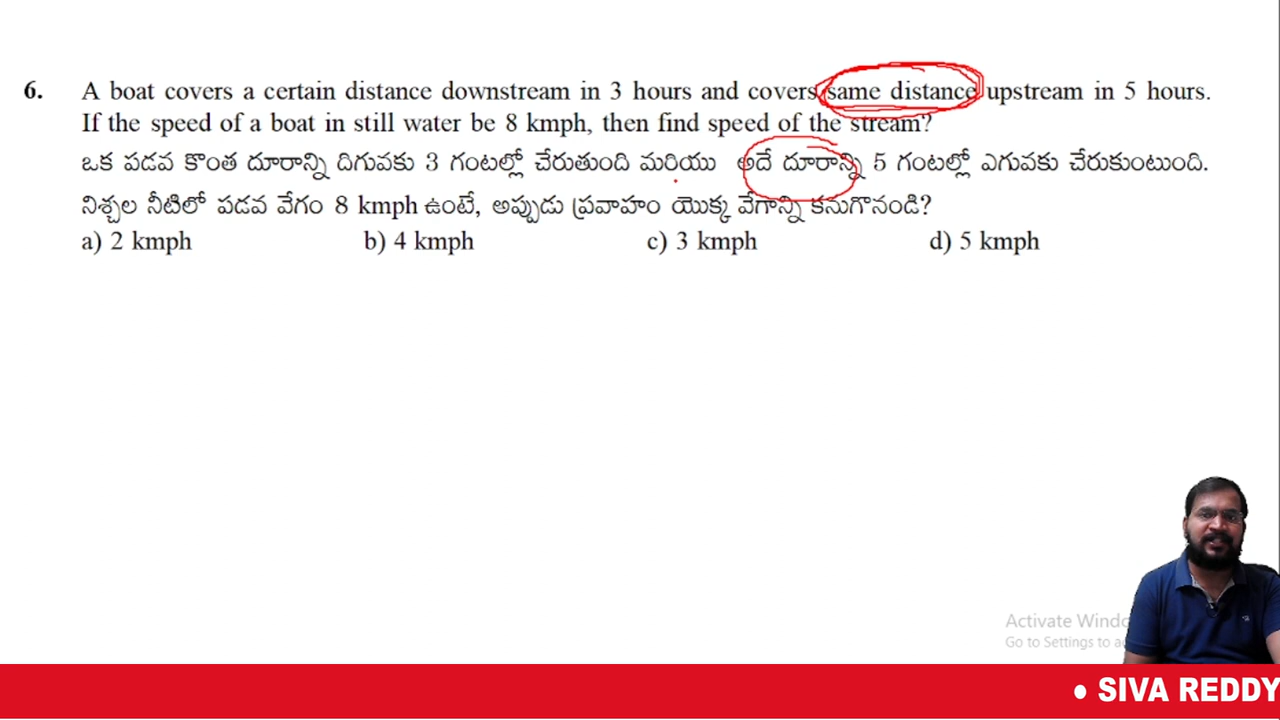 6. A boat covers a certain distance downstream in 3 hours and covers same distance upstream in 5 hours.
If the speed of a boat in still water be 8 kmph, then find speed of the stream?
ఒక పడవ కొంత దూరాన్ని దిగువకు 3 గంటల్లో చేరుతుంది మరియు అదే దూరాన్ని 5 గంటల్లో ఎగువకు చేరుకుంటుంది.
నిశ్చల నీటిలో పడవ వేగం 8 kmph ఉంటే, అప్పుడు ప్రవాహం యొక్క వేగాన్ని కనుగొనండి?
a) 2 kmph b) 4 kmph c) 3 kmph d) 5 kmph
Activate Windo
Go to Settings to a
• SIVA REDDY